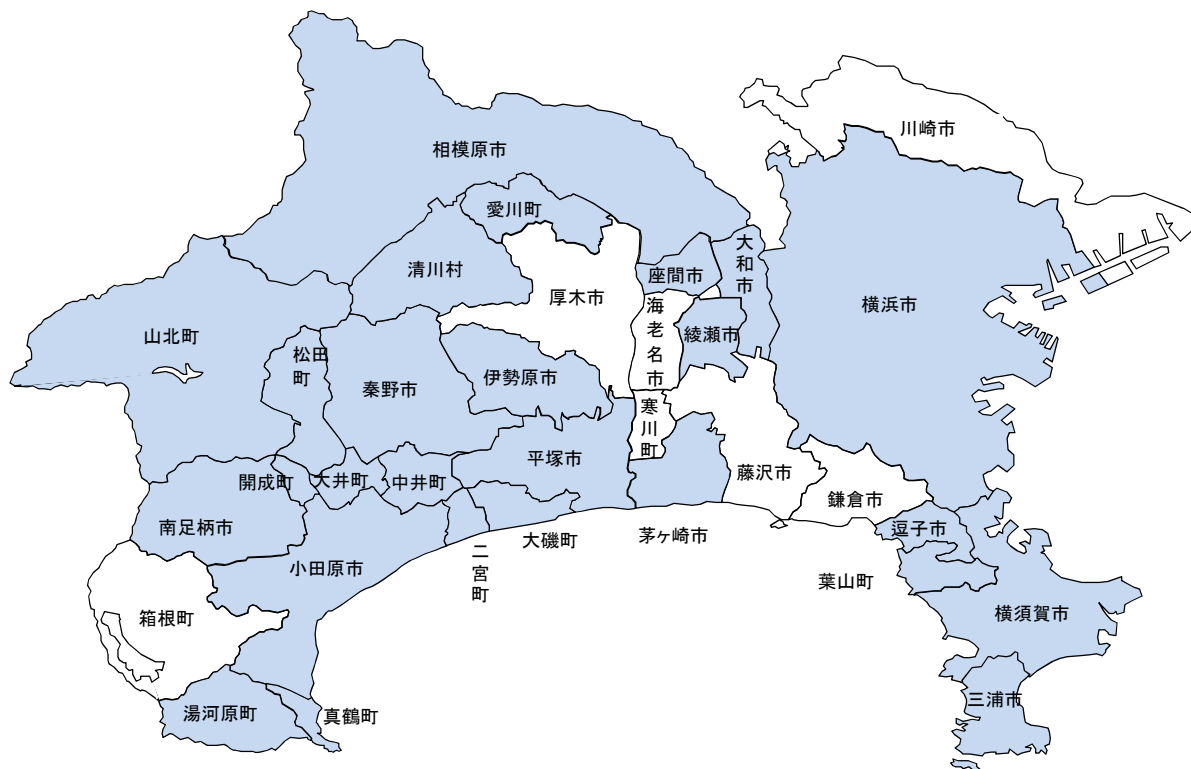 川崎市
相模原市
愛川町
大和市
清川村
座間市
厚木市
横浜市
海老名市
山北町
綾瀬市
松田町
秦野市
伊勢原市
寒川町
平塚市
藤沢市
開成町
大井町
中井町
鎌倉市
南足柄市
逗子市
大磯町
茅ヶ崎市
小田原市
二宮町
葉山町
箱根町
横須賀市
三浦市
湯河原町
真鶴町